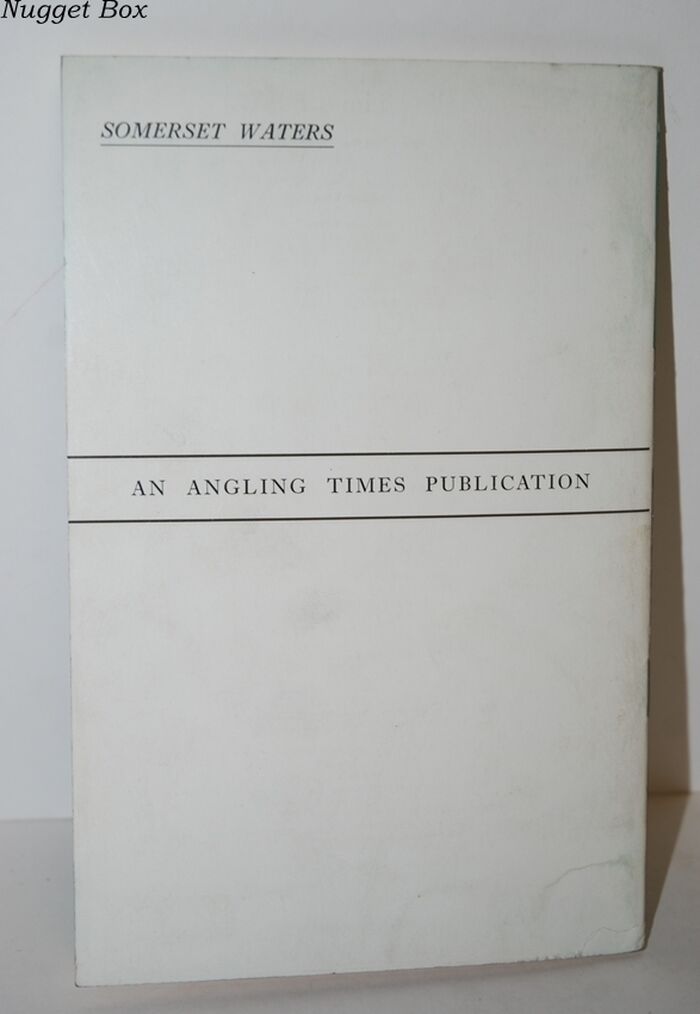 Nugget Box
SOMERSET WATERS
AN ANGLING TIMES PUBLICATION